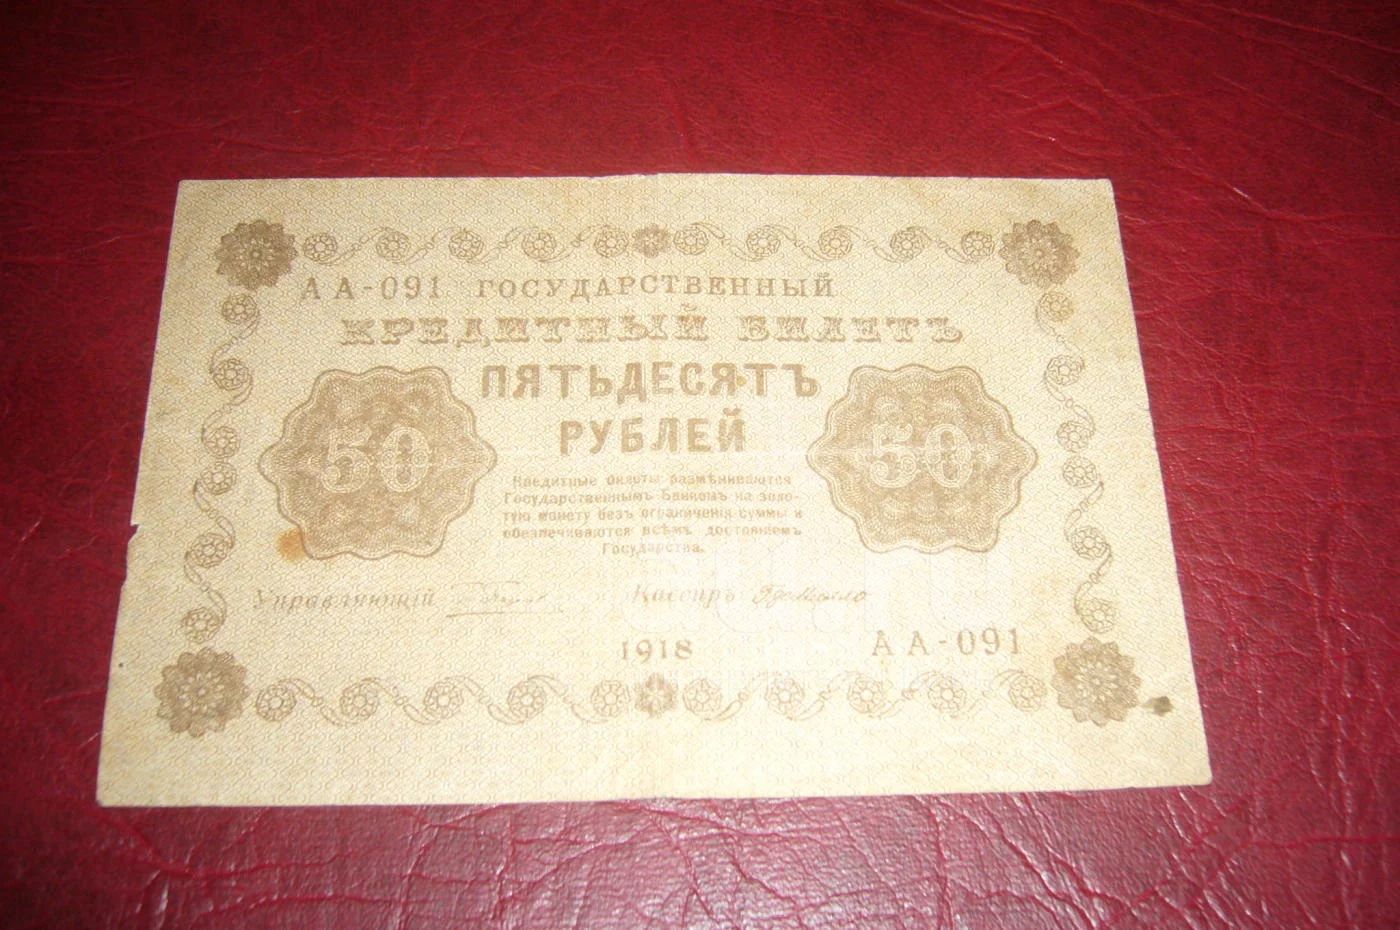 АА-091 ГОСУДАРСТВЕННЫЙ
КРЕДИТНЫЙ БИЛЕТЪ
ПЯТЬДЕСЯТЪ
РУБЛЕЙ
50 50
Кредитные билеты размѣниваются
Государственнымъ Банкомъ на золо-
тую монету безъ ограниченія суммы и
обезпечиваются всѣмъ достояніемъ
Государства.
Управляющій Кассиръ
1918 АА-091